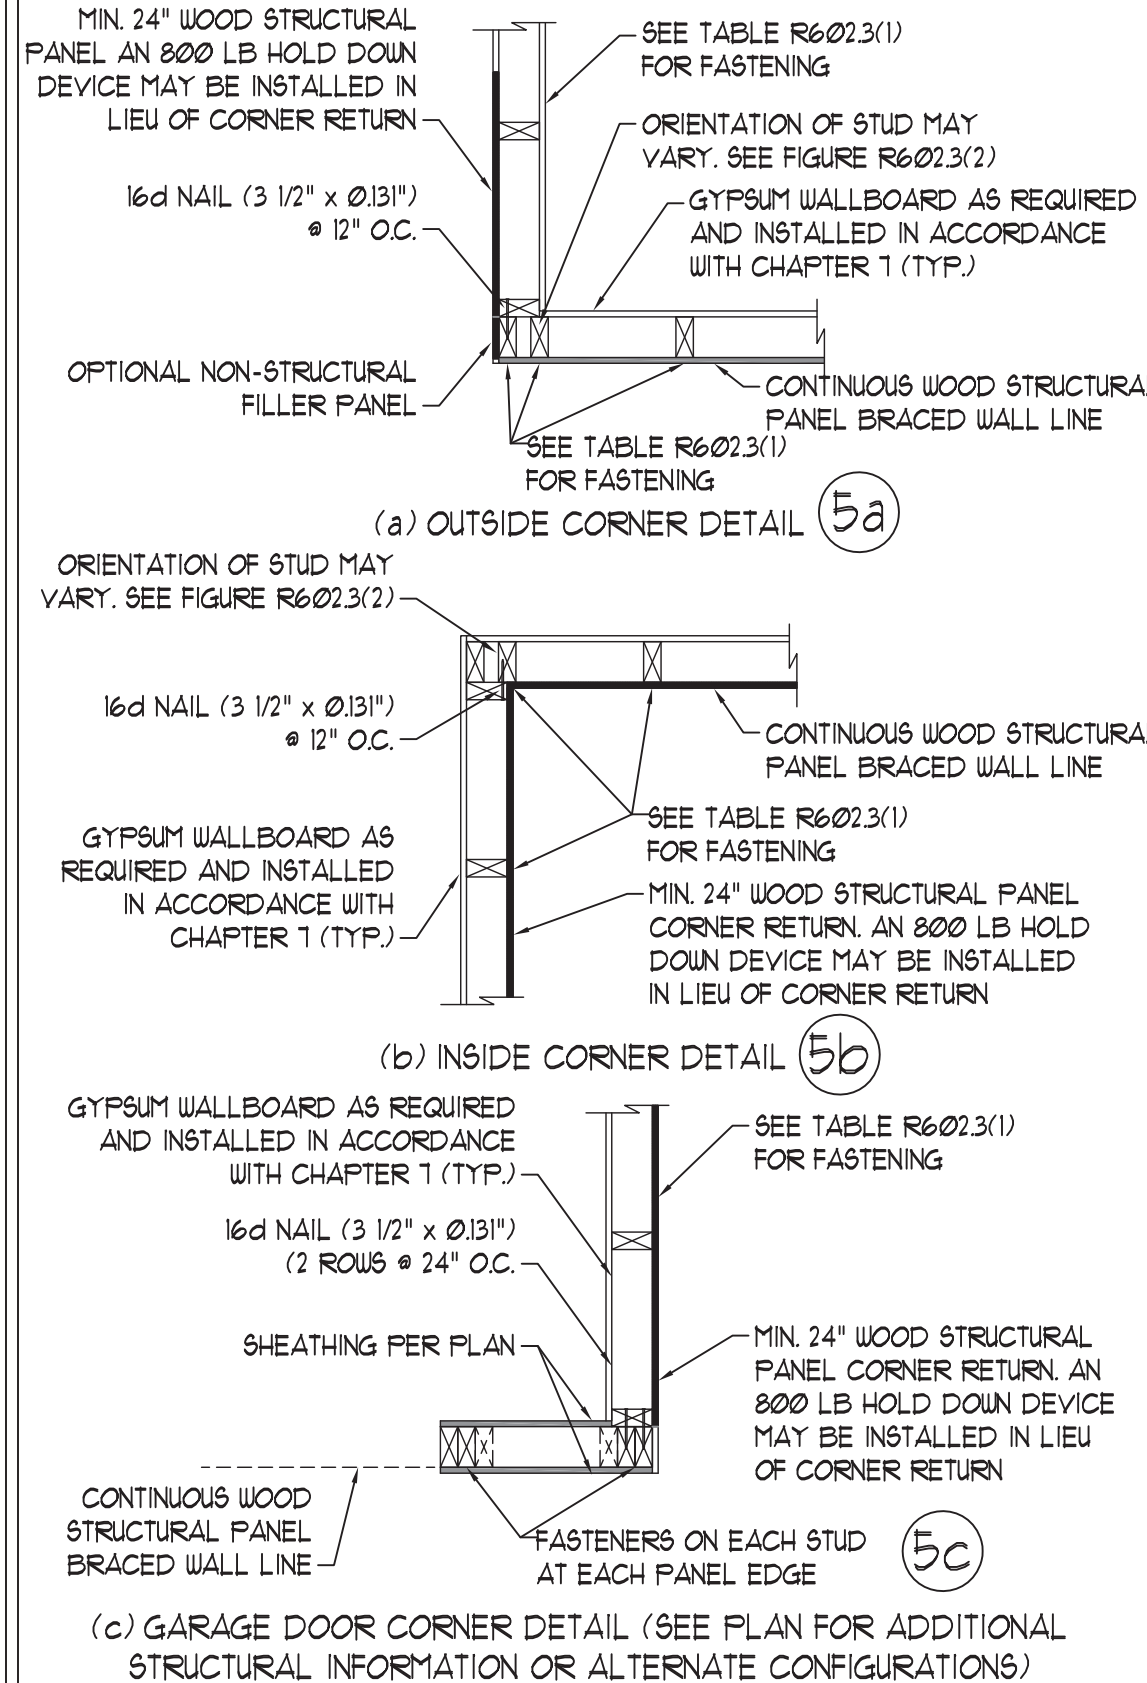 MIN. 24" WOOD STRUCTURAL
PANEL AN 800 LB HOLD DOWN
DEVICE MAY BE INSTALLED IN
LIEU OF CORNER RETURN
16d NAIL (3 1/2" x 0.131")
@ 12" O.C.
OPTIONAL NON-STRUCTURAL
FILLER PANEL
SEE TABLE R602.3(1)
FOR FASTENING
ORIENTATION OF STUD MAY
VARY. SEE FIGURE R602.3(2)
GYPSUM WALLBOARD AS REQUIRED
AND INSTALLED IN ACCORDANCE
WITH CHAPTER 7 (TYP.)
CONTINUOUS WOOD STRUCTURA
PANEL BRACED WALL LINE
SEE TABLE R602.3(1)
FOR FASTENING
(a) OUTSIDE CORNER DETAIL 5a
ORIENTATION OF STUD MAY
VARY. SEE FIGURE R602.3(2)
16d NAIL (3 1/2" x 0.131")
@ 12" O.C.
GYPSUM WALLBOARD AS
REQUIRED AND INSTALLED
IN ACCORDANCE WITH
CHAPTER 7 (TYP.)
CONTINUOUS WOOD STRUCTURA
PANEL BRACED WALL LINE
SEE TABLE R602.3(1)
FOR FASTENING
MIN. 24" WOOD STRUCTURAL PANEL
CORNER RETURN. AN 800 LB HOLD
DOWN DEVICE MAY BE INSTALLED
IN LIEU OF CORNER RETURN
(b) INSIDE CORNER DETAIL 5b
GYPSUM WALLBOARD AS REQUIRED
AND INSTALLED IN ACCORDANCE
WITH CHAPTER 7 (TYP.)
16d NAIL (3 1/2" x 0.131")
(2 ROWS @ 24" O.C.
SHEATHING PER PLAN
CONTINUOUS WOOD
STRUCTURAL PANEL
BRACED WALL LINE
SEE TABLE R602.3(1)
FOR FASTENING
MIN. 24" WOOD STRUCTURAL
PANEL CORNER RETURN. AN
800 LB HOLD DOWN DEVICE
MAY BE INSTALLED IN LIEU
OF CORNER RETURN
FASTENERS ON EACH STUD
AT EACH PANEL EDGE
5c
(c) GARAGE DOOR CORNER DETAIL (SEE PLAN FOR ADDITIONAL
STRUCTURAL INFORMATION OR ALTERNATE CONFIGURATIONS)